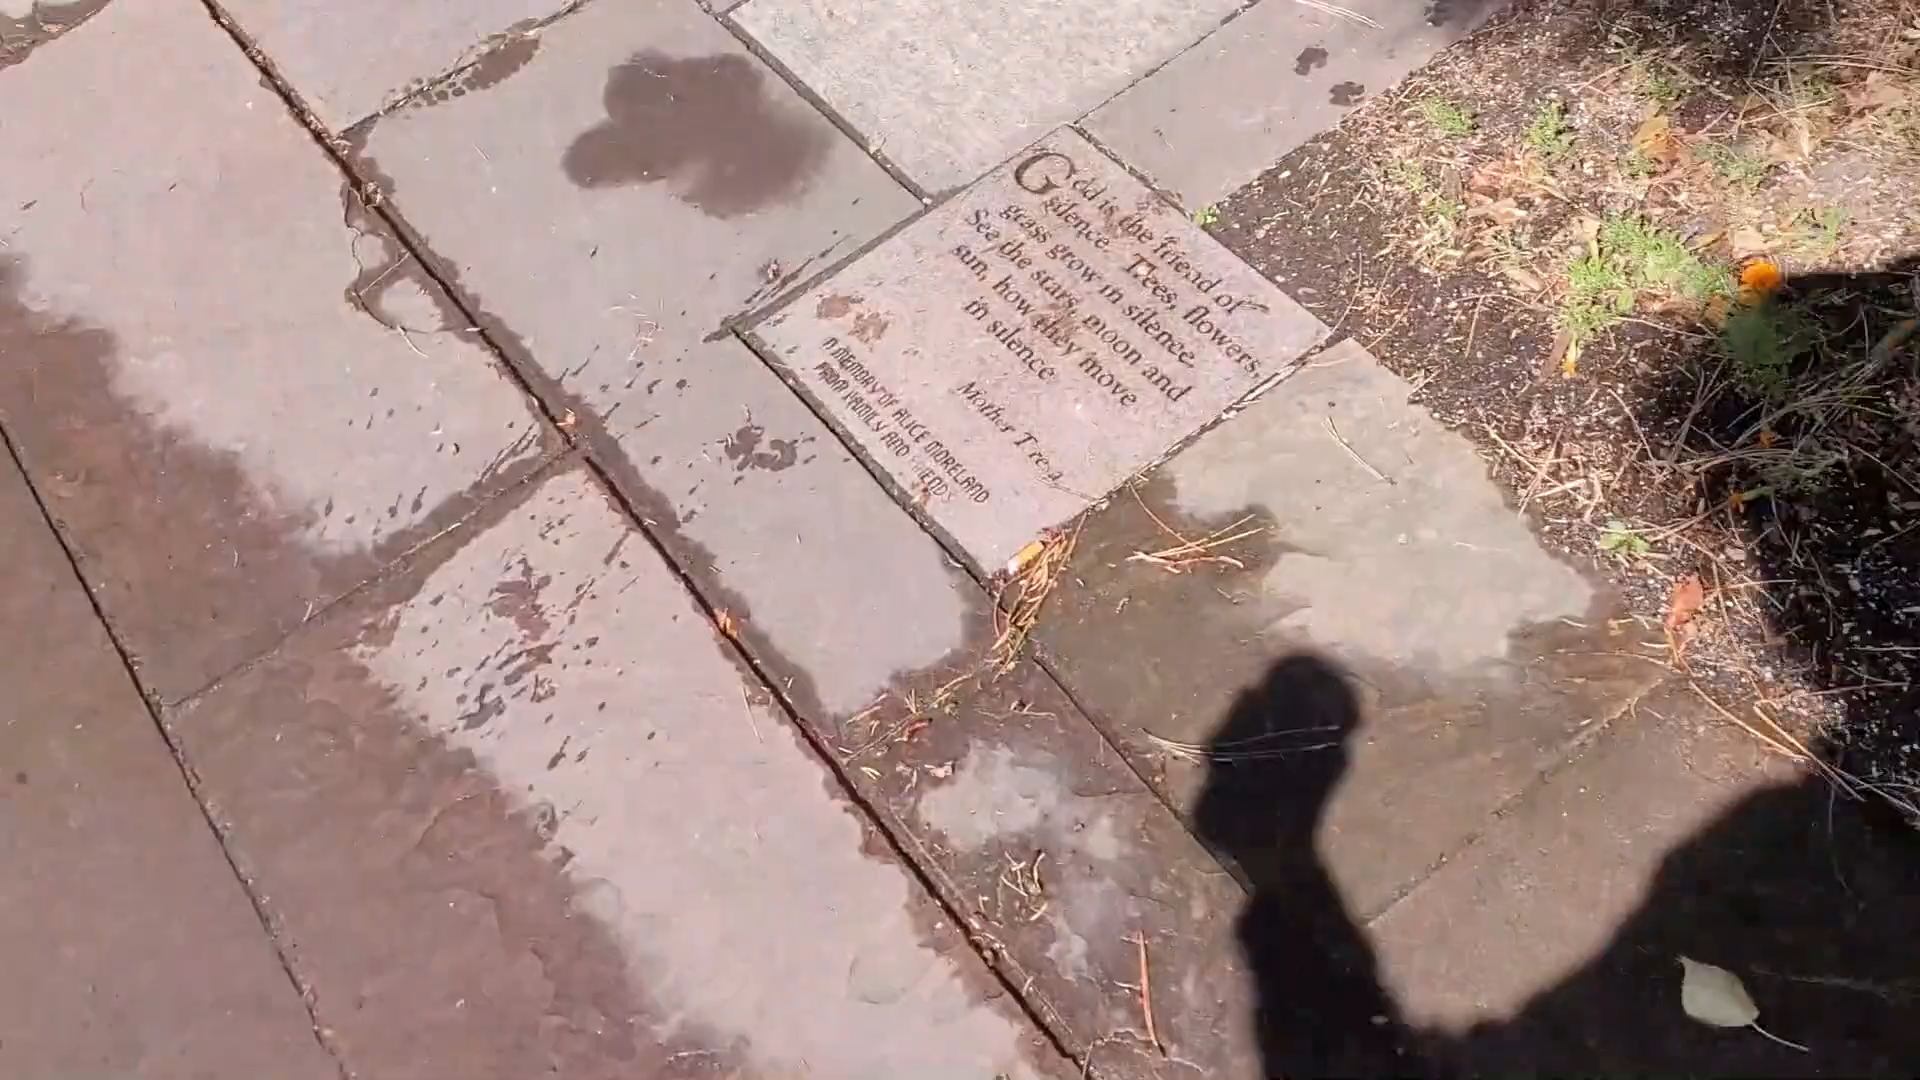 God is the friend of
silence. Trees, flowers,
grass grow in silence.
See the stars, moon and
sun, how they move
in silence
Mother Teresa
IN MEMORY OF ALICE MORELAND
FROM FAMILY AND FRIENDS